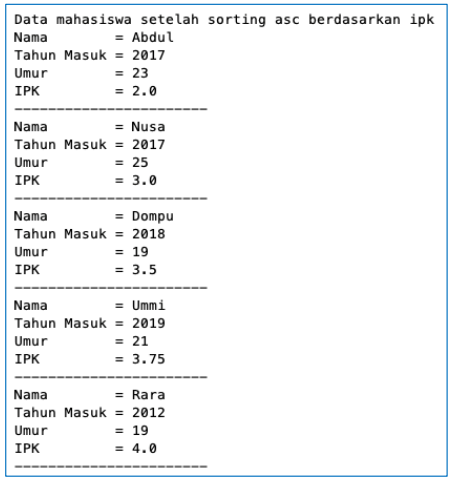 Data mahasiswa setelah sorting asc berdasarkan ipk
Nama        = Abdul
Tahun Masuk = 2017
Umur        = 23
IPK         = 2.0
-----------------------
Nama        = Nusa
Tahun Masuk = 2017
Umur        = 25
IPK         = 3.0
-----------------------
Nama        = Dompu
Tahun Masuk = 2018
Umur        = 19
IPK         = 3.5
-----------------------
Nama        = Ummi
Tahun Masuk = 2019
Umur        = 21
IPK         = 3.75
-----------------------
Nama        = Rara
Tahun Masuk = 2012
Umur        = 19
IPK         = 4.0
-----------------------